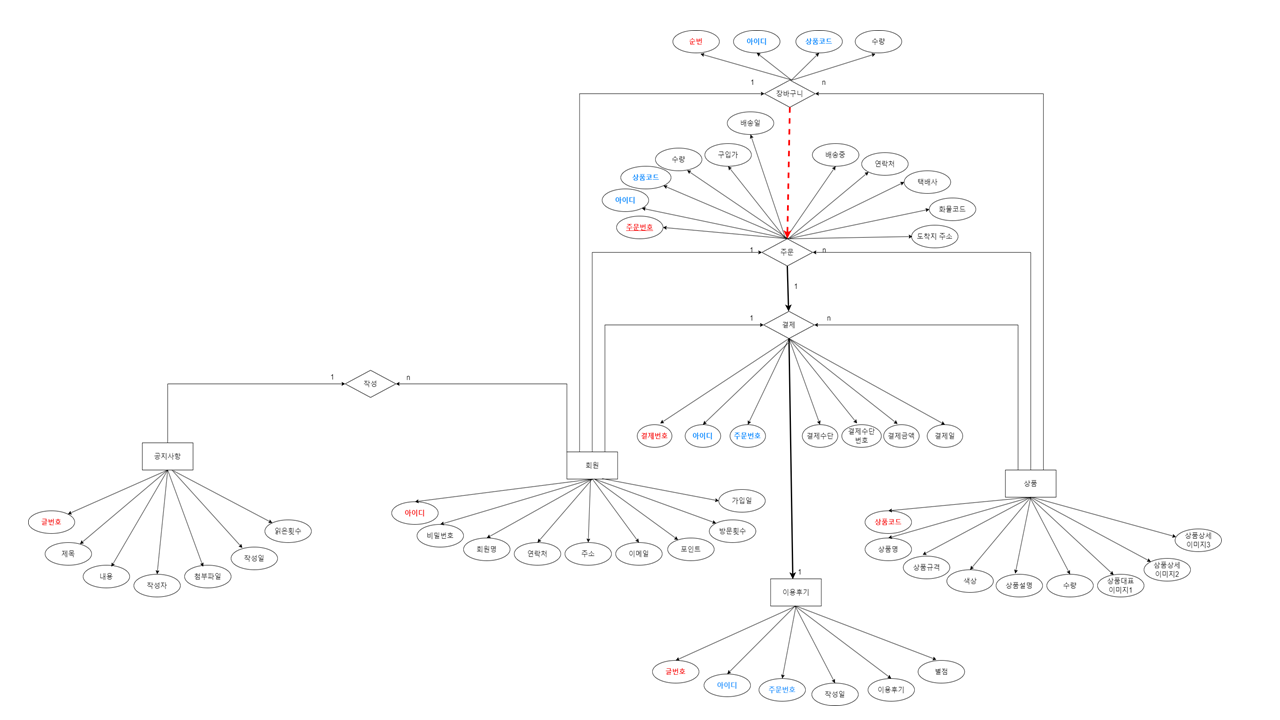 순번
아이디
상품코드
수량
1
n
장바구니
배송일
수량
구입가
배송중
연락처
상품코드
택배사
아이디
화물코드
주문번호
도착지 주소
1
주문
n
1
1
결제
n
1
작성
n
결제번호
아이디
주문번호
결제수단
결제수단
번호
결제금액
결제일
공지사항
회원
상품
글번호
제목
내용
작성자
첨부파일
작성일
읽은횟수
아이디
비밀번호
회원명
연락처
주소
이메일
포인트
방문횟수
가입일
상품코드
상품명
상품규격
색상
상품설명
수량
상품대표
이미지1
상품상세
이미지2
상품상세
이미지3
1
이용후기
글번호
아이디
주문번호
작성일
이용후기
별점